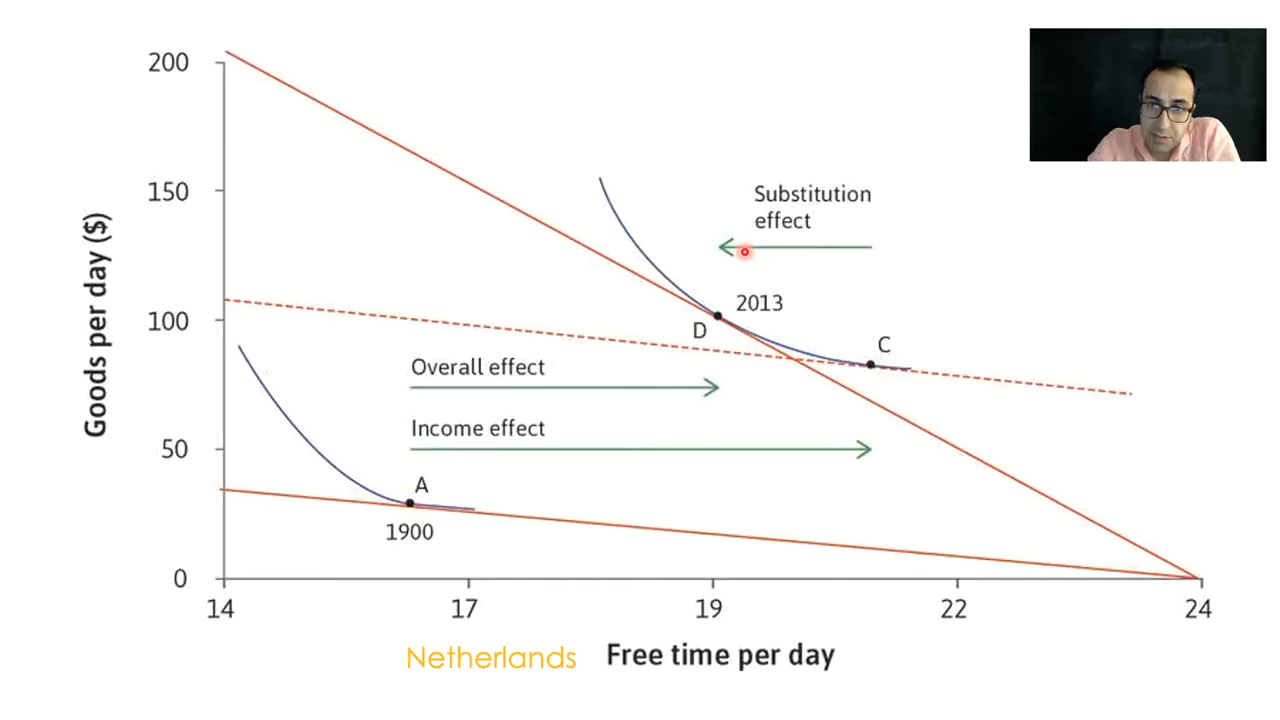 200
150
100
50
0
Goods per day ($)
Substitution
effect
2013
D
C
Overall effect
Income effect
A
1900
14
17
19
22
24
Netherlands
Free time per day